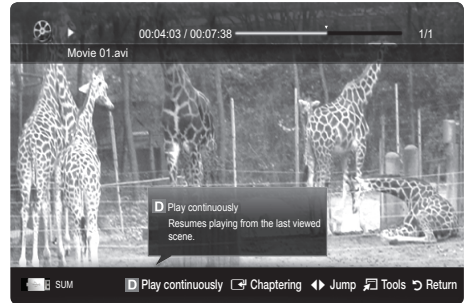 00:04:03 / 00:07:38 1/1
Movie 01.avi
D Play continuously
Resumes playing from the last viewed
scene.
SUM D Play continuously Chaptering Jump Tools Return